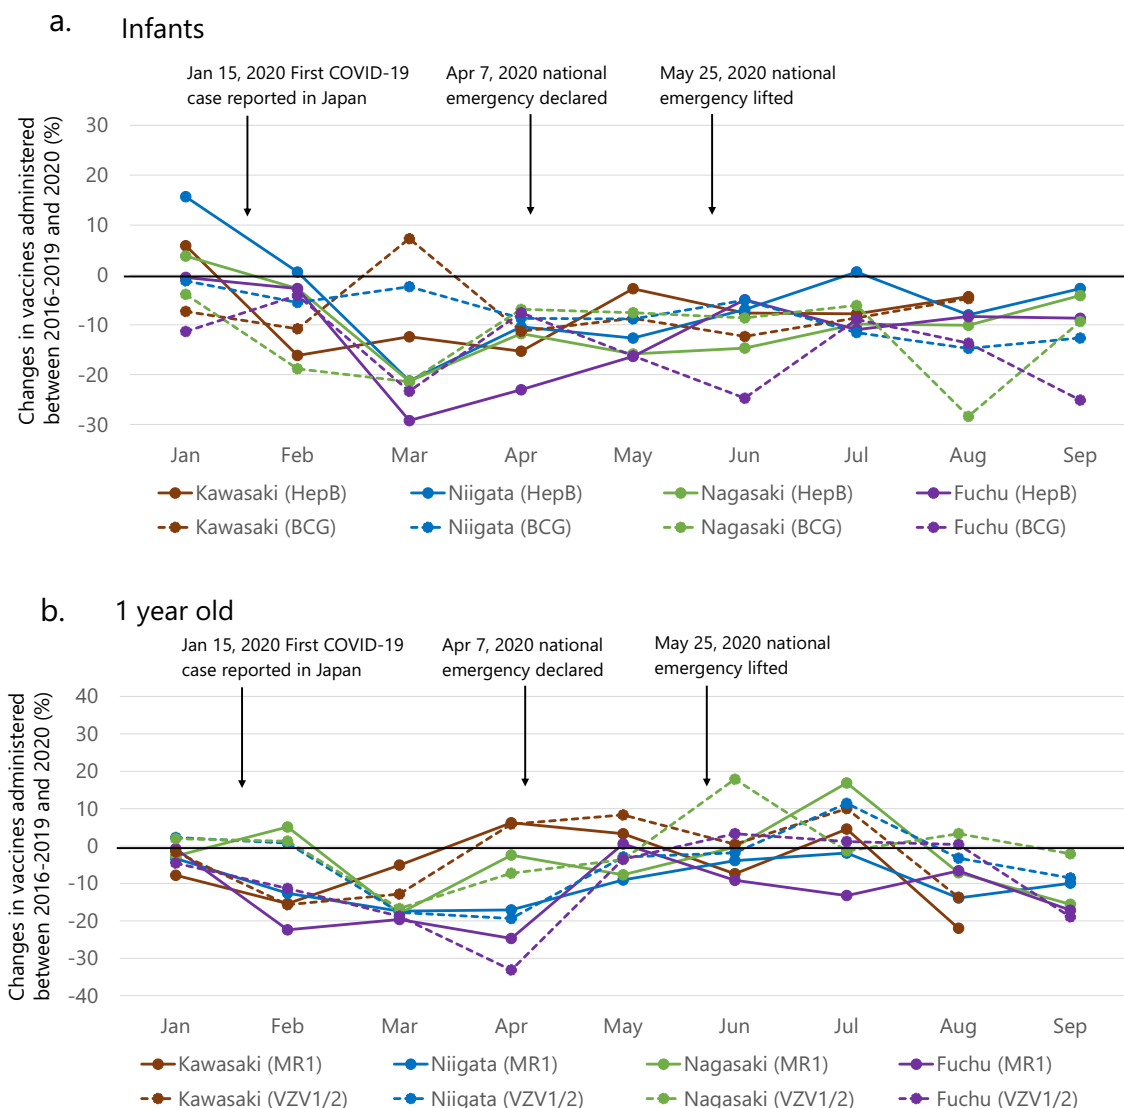 a.
Infants
Jan 15, 2020 First COVID-19
case reported in Japan
Apr 7, 2020 national
emergency declared
May 25, 2020 national
emergency lifted
Changes in vaccines administered
between 2016-2019 and 2020 (%)
30
20
10
0
-10
-20
-30
Jan Feb Mar Apr May Jun Jul Aug Sep
Kawasaki (HepB) Niigata (HepB) Nagasaki (HepB) Fuchu (HepB)
Kawasaki (BCG) Niigata (BCG) Nagasaki (BCG) Fuchu (BCG)
b.
1 year old
Jan 15, 2020 First COVID-19
case reported in Japan
Apr 7, 2020 national
emergency declared
May 25, 2020 national
emergency lifted
Changes in vaccines administered
between 2016-2019 and 2020 (%)
40
30
20
10
0
-10
-20
-30
-40
Jan Feb Mar Apr May Jun Jul Aug Sep
Kawasaki (MR1) Niigata (MR1) Nagasaki (MR1) Fuchu (MR1)
Kawasaki (VZV1/2) Niigata (VZV1/2) Nagasaki (VZV1/2) Fuchu (VZV1/2)